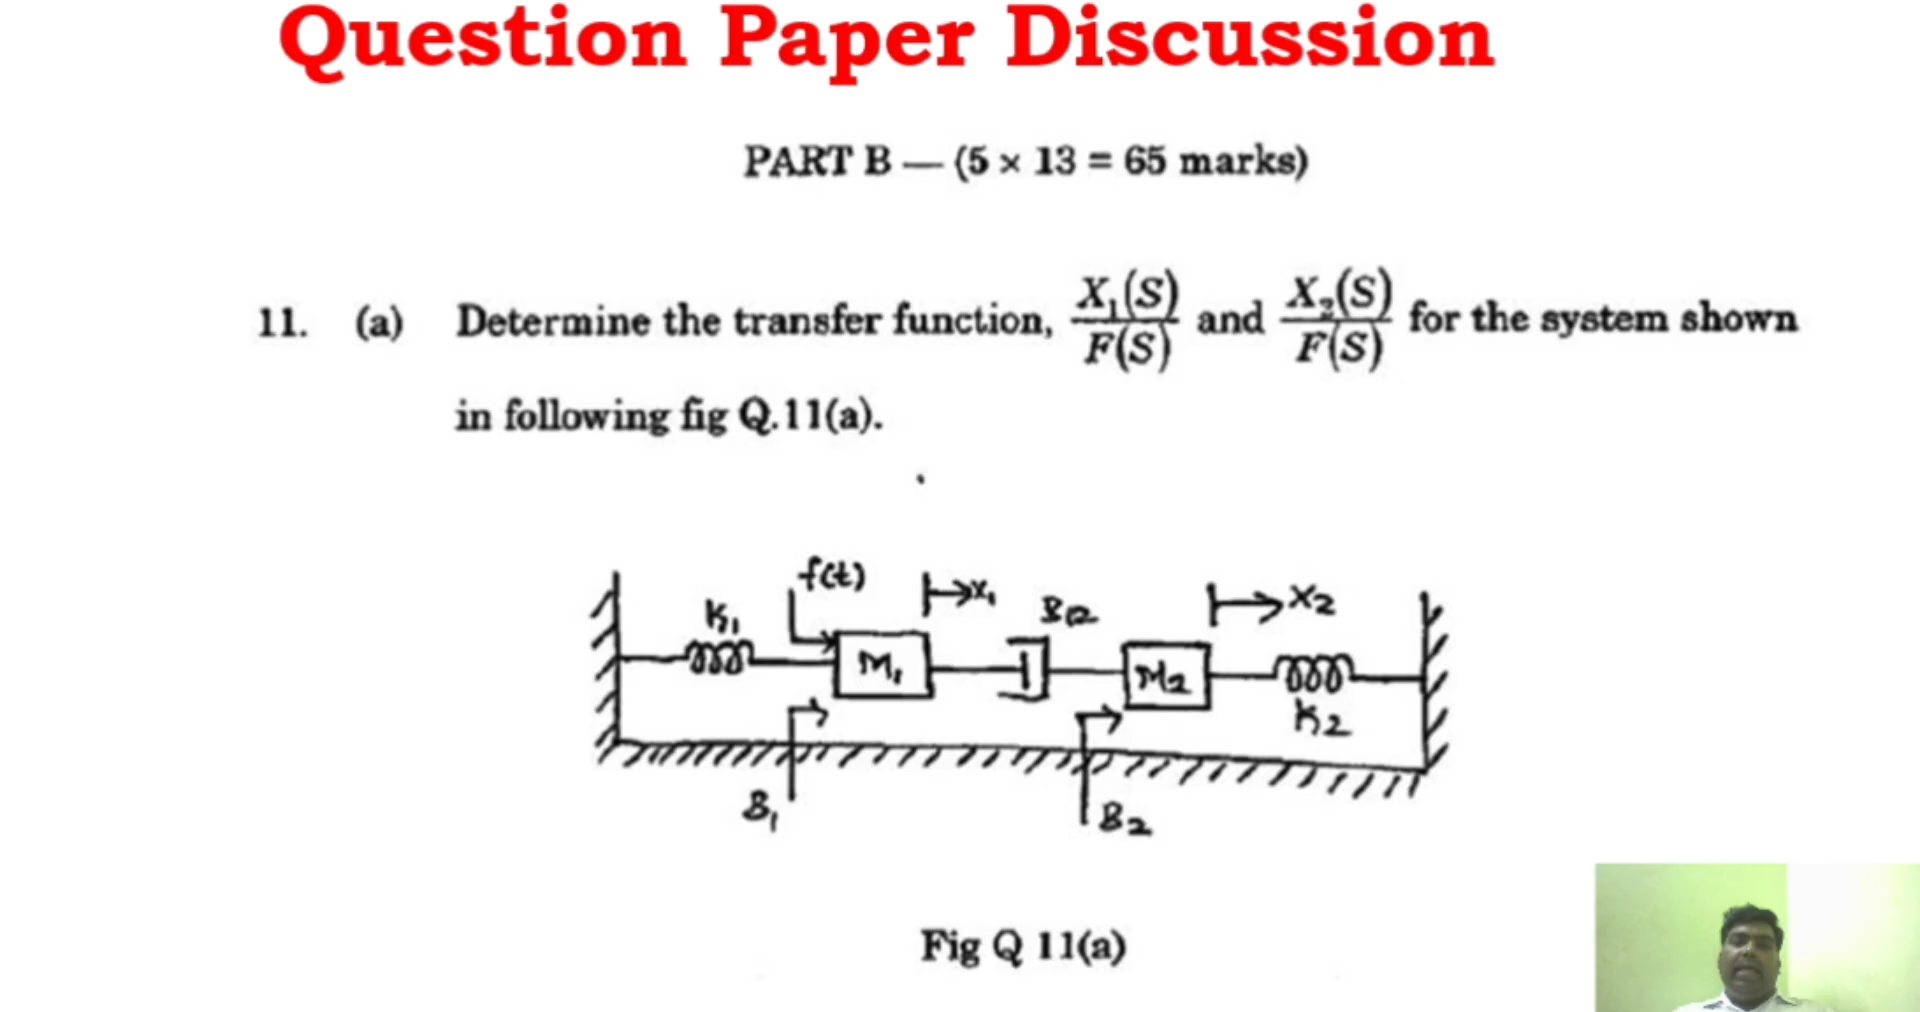 Question Paper Discussion
PART B — (5 × 13 = 65 marks)
11. (a) Determine the transfer function, X₁(S)/F(S) and X₂(S)/F(S) for the system shown
in following fig Q.11(a).
f(t)
x₁
K₁
B₁₂
X₂
M₁
M₂
K₂
B₁
B₂
Fig Q 11(a)